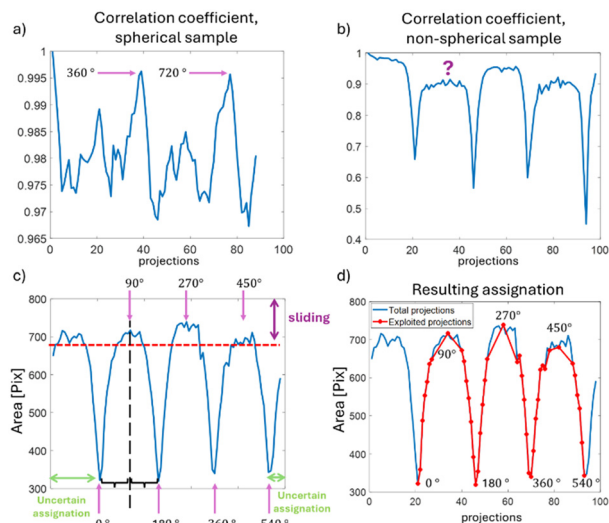 a)
Correlation coefficient,
spherical sample
1
0.995
0.99
0.985
0.98
0.975
0.97
0.965
360 °
720 °
0
20
40
60
80
100
projections
b)
Correlation coefficient,
non-spherical sample
1
0.9
0.8
0.7
0.6
0.5
0.4
?
0
20
40
60
80
100
projections
c)
90°
270°
450°
800
700
600
500
400
300
Area [Pix]
sliding
Uncertain
assignation
Uncertain
assignation
0°
180°
360°
540°
d)
Resulting assignation
800
700
600
500
400
300
Area [Pix]
Total projections
Exploited projections
90°
270°
450°
0°
180°
360°
540°
0
20
40
60
80
100
projections